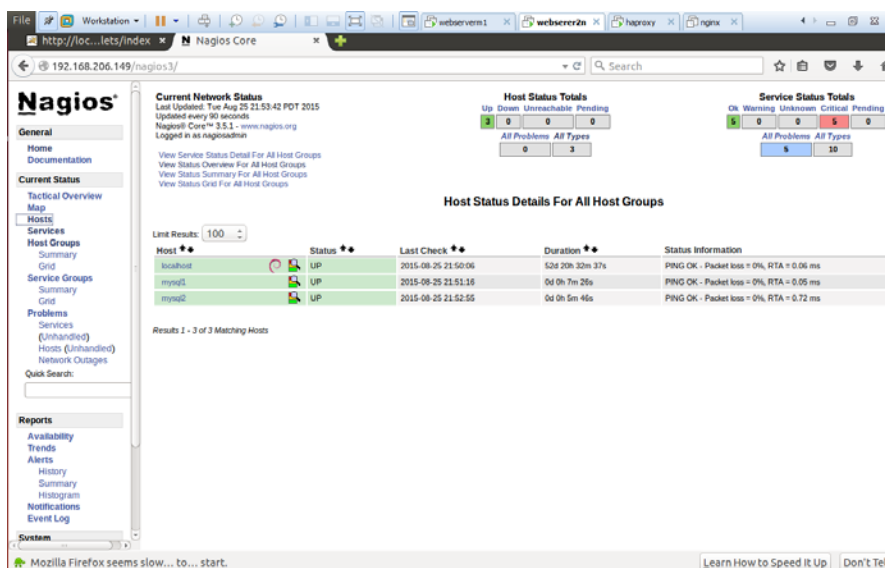 File Workstation webserverm1 × webserer2n × haproxy × nginx ×
http://loc...lets/index × N Nagios Core ×
192.168.206.149/nagios3/ Search
Nagios®
General
Home
Documentation
Current Status
Tactical Overview
Map
Hosts
Services
Host Groups
Summary
Grid
Service Groups
Summary
Grid
Problems
Services
(Unhandled)
Hosts (Unhandled)
Network Outages
Quick Search:
Reports
Availability
Trends
Alerts
History
Summary
Histogram
Notifications
Event Log
System
Current Network Status
Last Updated: Tue Aug 25 21:53:42 PDT 2015
Updated every 90 seconds
Nagios® Core™ 3.5.1 - www.nagios.org
Logged in as nagiosadmin
View Service Status Detail For All Host Groups
View Status Overview For All Host Groups
View Status Summary For All Host Groups
View Status Grid For All Host Groups
Host Status Totals
Up Down Unreachable Pending
3 0 0 0
All Problems All Types
0 3
Service Status Totals
Ok Warning Unknown Critical Pending
5 0 0 5 0
All Problems All Types
5 10
Host Status Details For All Host Groups
Limit Results: 100
Host Status Last Check Duration Status Information
localhost UP 2015-08-25 21:50:06 52d 20h 32m 37s PING OK - Packet loss = 0%, RTA = 0.06 ms
mysql1 UP 2015-08-25 21:51:16 0d 0h 7m 26s PING OK - Packet loss = 0%, RTA = 0.05 ms
mysql2 UP 2015-08-25 21:52:55 0d 0h 5m 46s PING OK - Packet loss = 0%, RTA = 0.72 ms
Results 1 - 3 of 3 Matching Hosts
Mozilla Firefox seems slow... to... start. Learn How to Speed It Up Don't Tel